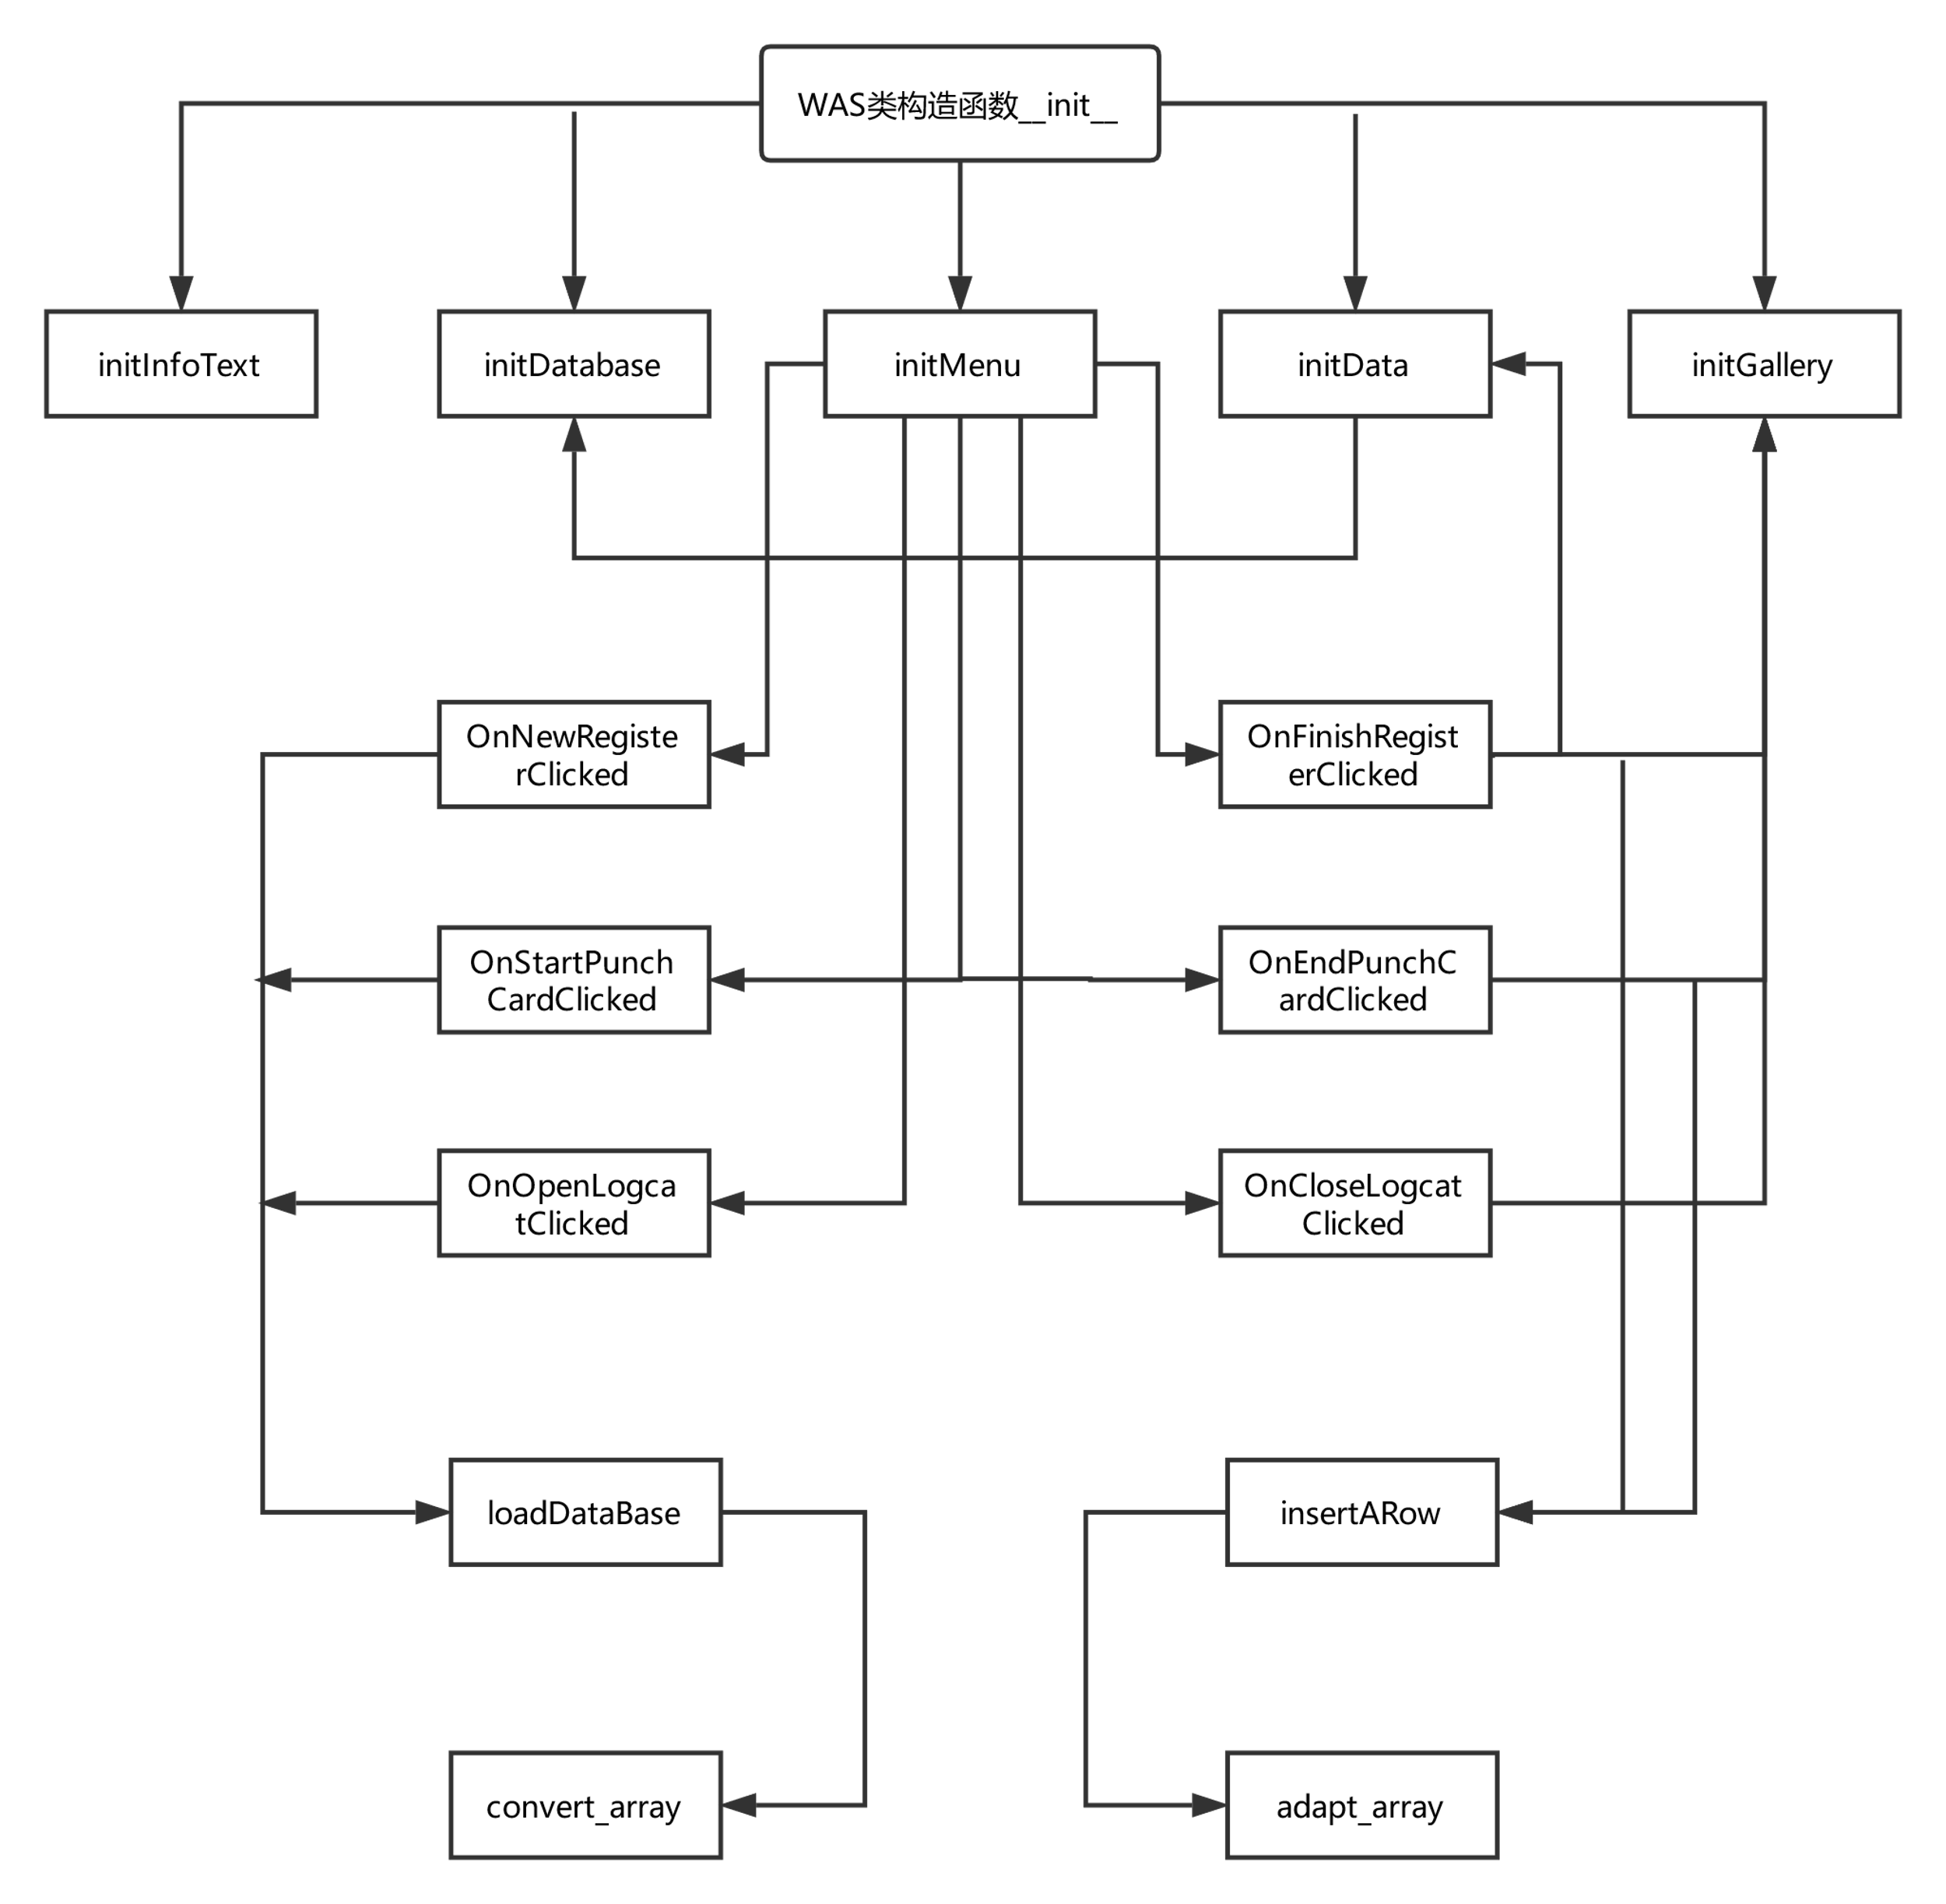 WAS类构造函数__init__
initInfoText
initDatabase
initMenu
initData
initGallery
OnNewRegiste
rClicked
OnFinishRegist
erClicked
OnStartPunch
CardClicked
OnEndPunchC
ardClicked
OnOpenLogca
tClicked
OnCloseLogcat
Clicked
loadDataBase
insertARow
convert_array
adapt_array